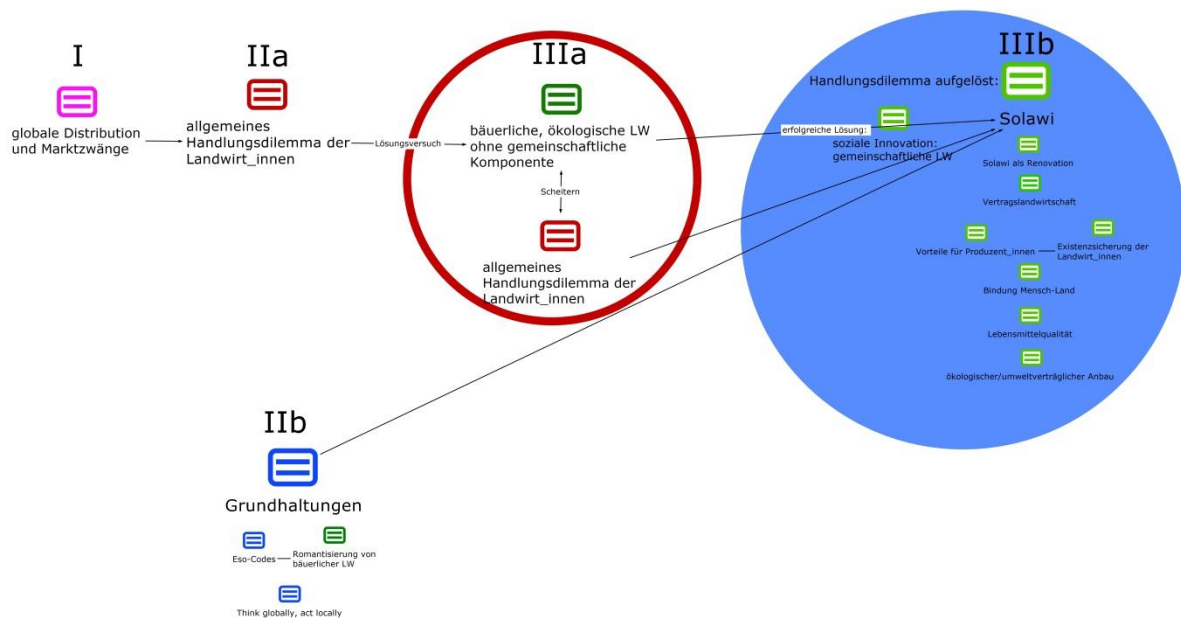 I
globale Distribution
und Marktzwänge
IIa
allgemeines
Handlungsdilemma der
Landwirt_innen
Lösungsversuch
IIIa
bäuerliche, ökologische LW
ohne gemeinschaftliche
Komponente
Scheitern
allgemeines
Handlungsdilemma der
Landwirt_innen
IIIb
Handlungsdilemma aufgelöst:
Solawi
erfolgreiche Lösung:
soziale Innovation:
gemeinschaftliche LW
Solawi als Renovation
Vertragslandwirtschaft
Vorteile für Produzent_innen
Existenzsicherung der
Landwirt_innen
Bindung Mensch-Land
Lebensmittelqualität
ökologischer/umweltverträglicher Anbau
IIb
Grundhaltungen
Eso-Codes
Romantisierung von
bäuerlicher LW
Think globally, act locally